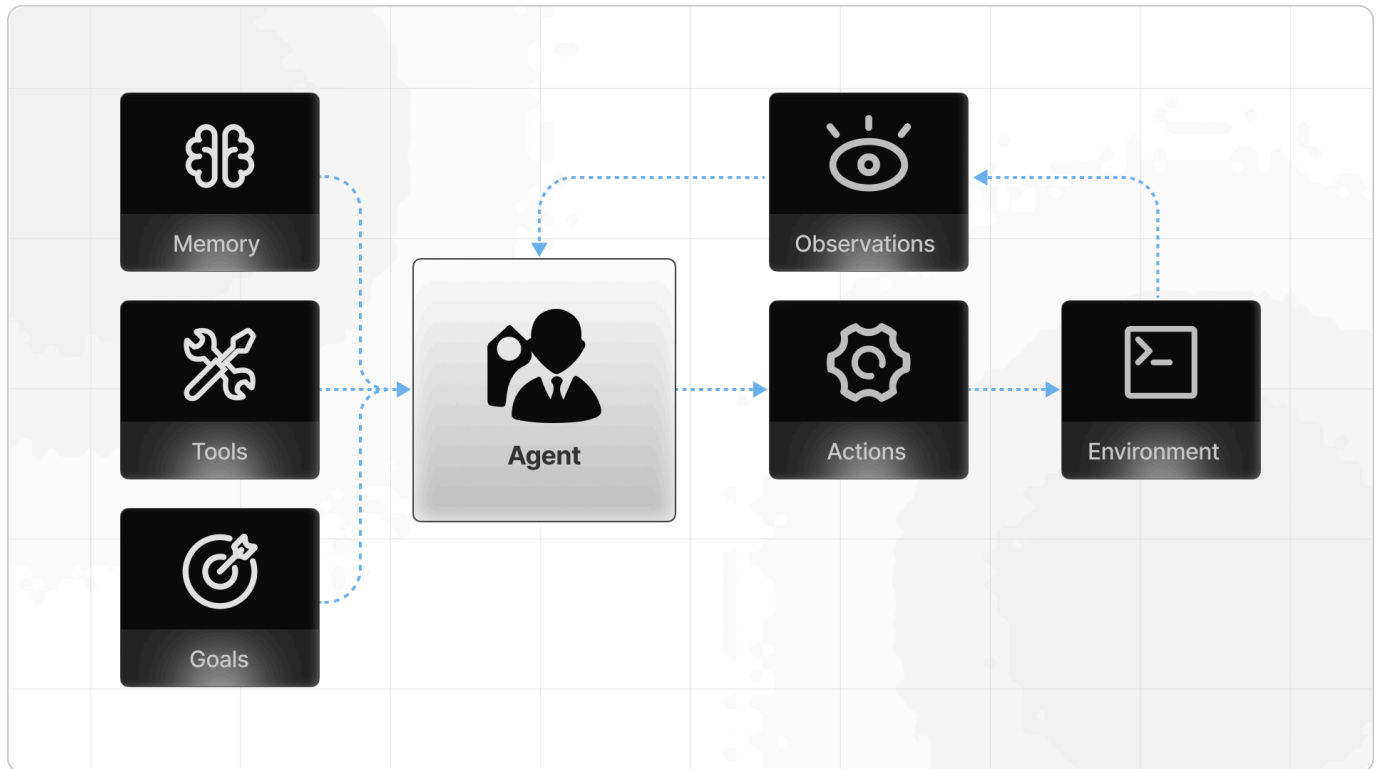 Memory
Observations
Tools
Agent
Actions
Environment
Goals